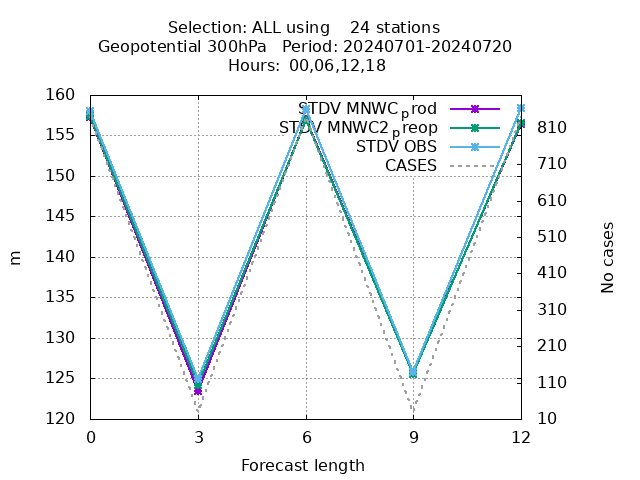 Selection: ALL using    24 stations
Geopotential 300hPa   Period: 20240701-20240720
Hours: 00,06,12,18
STDV MNWC_prod
STDV MNWC2_preop
STDV OBS
CASES
160
155
150
145
140
135
130
125
120
m
810
710
610
510
410
310
210
110
10
No cases
0 3 6 9 12
Forecast length